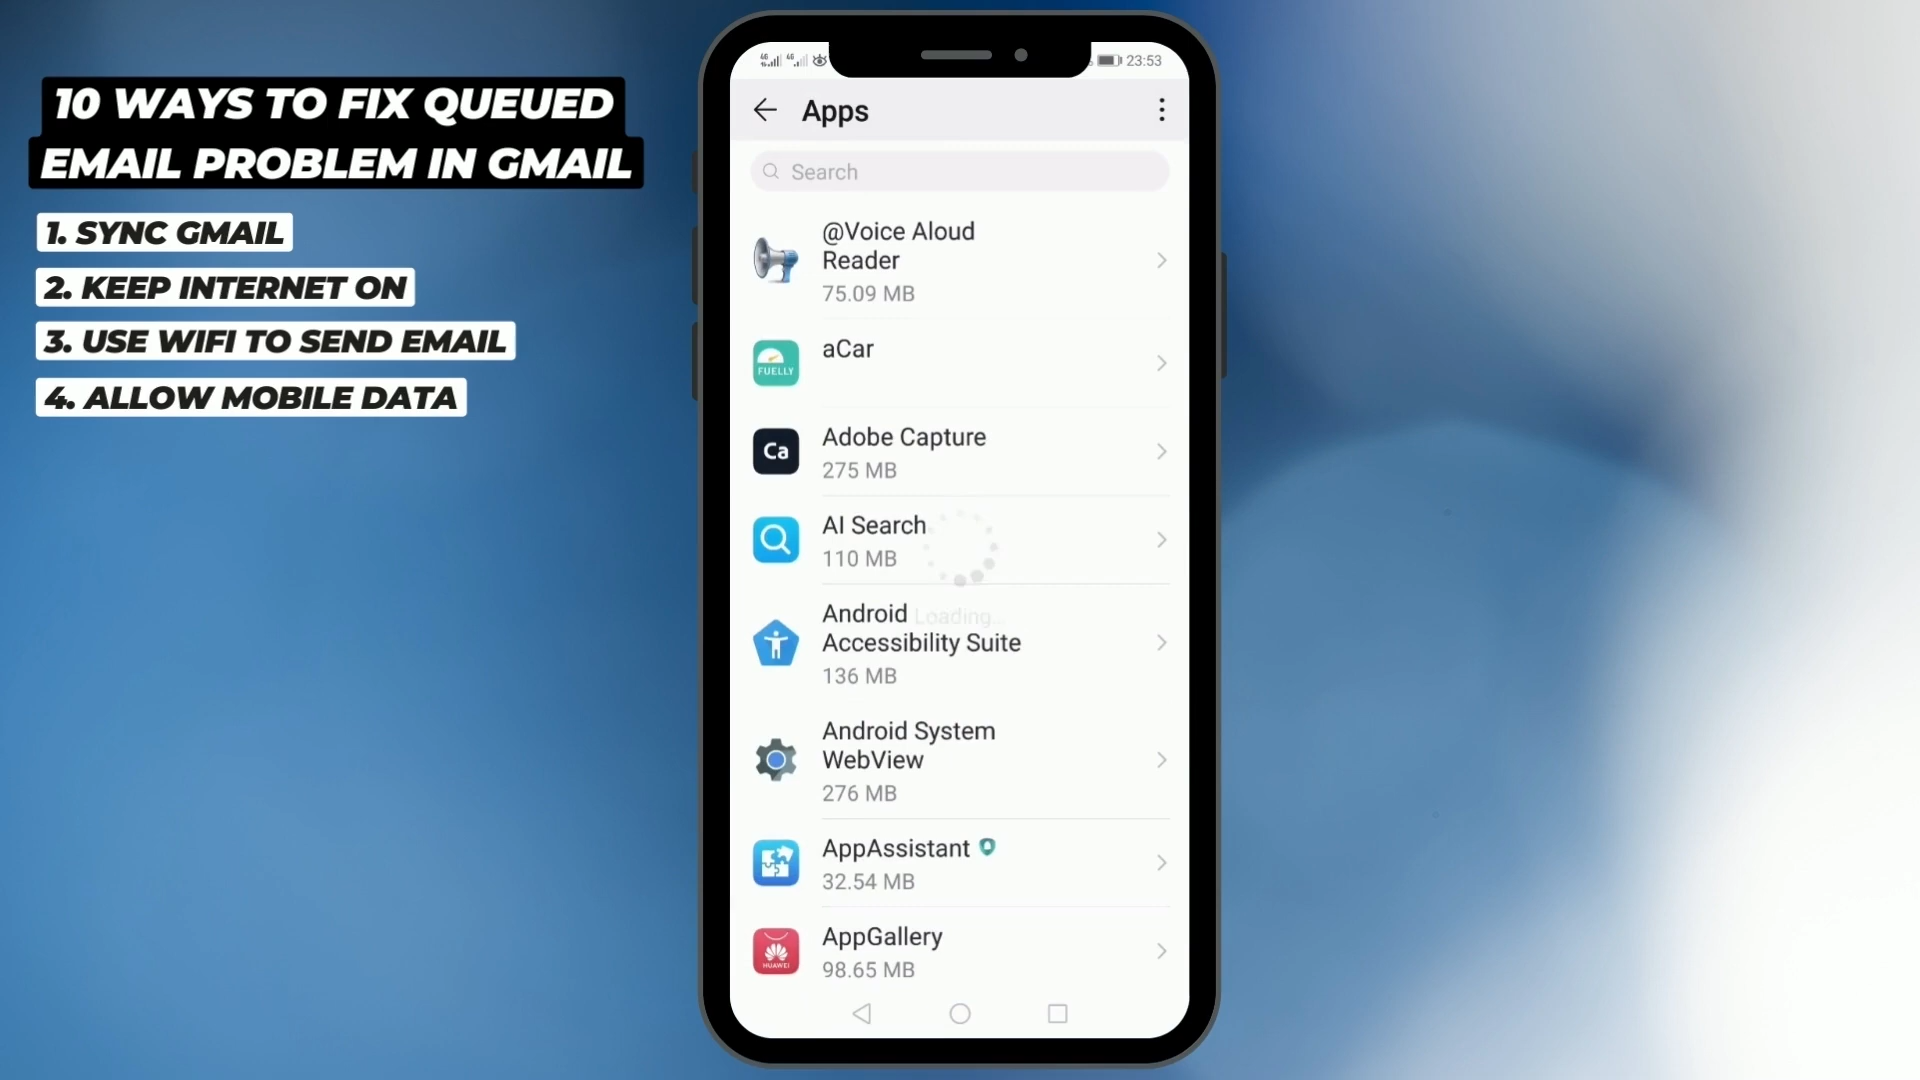 10 WAYS TO FIX QUEUED
EMAIL PROBLEM IN GMAIL
1. SYNC GMAIL
2. KEEP INTERNET ON
3. USE WIFI TO SEND EMAIL
4. ALLOW MOBILE DATA
4G 4G 23:53
Apps
Search
@Voice Aloud
Reader
75.09 MB
FUELLY
aCar
Ca
Adobe Capture
275 MB
AI Search
110 MB
Loading...
Android
Accessibility Suite
136 MB
Android System
WebView
276 MB
AppAssistant
32.54 MB
AppGallery
HUAWEI
98.65 MB